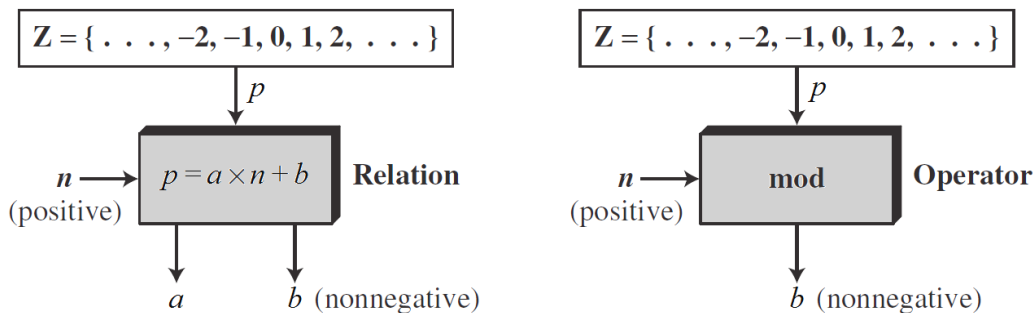 Z = { . . . , −2, −1, 0, 1, 2, . . . }
p
n
(positive)
p = a × n + b
Relation
a
b (nonnegative)
Z = { . . . , −2, −1, 0, 1, 2, . . . }
p
n
(positive)
mod
Operator
b (nonnegative)